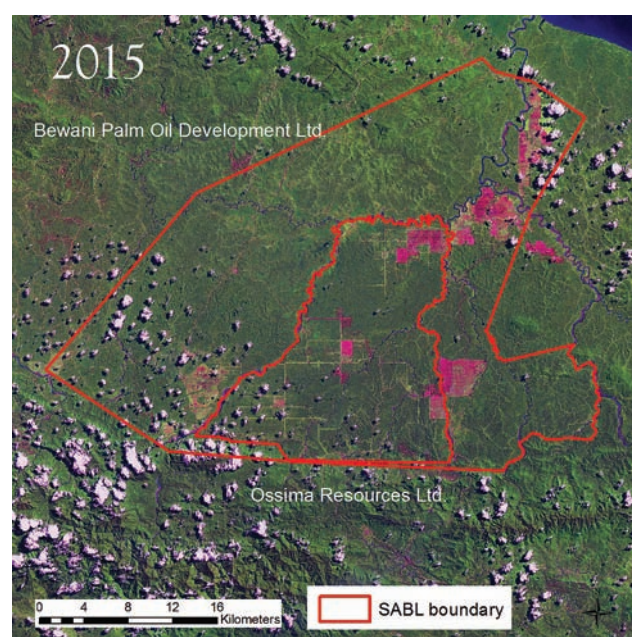 2015
Bewani Palm Oil Development Ltd.
Ossima Resources Ltd.
0 4 8 12 16
Kilometers
SABL boundary